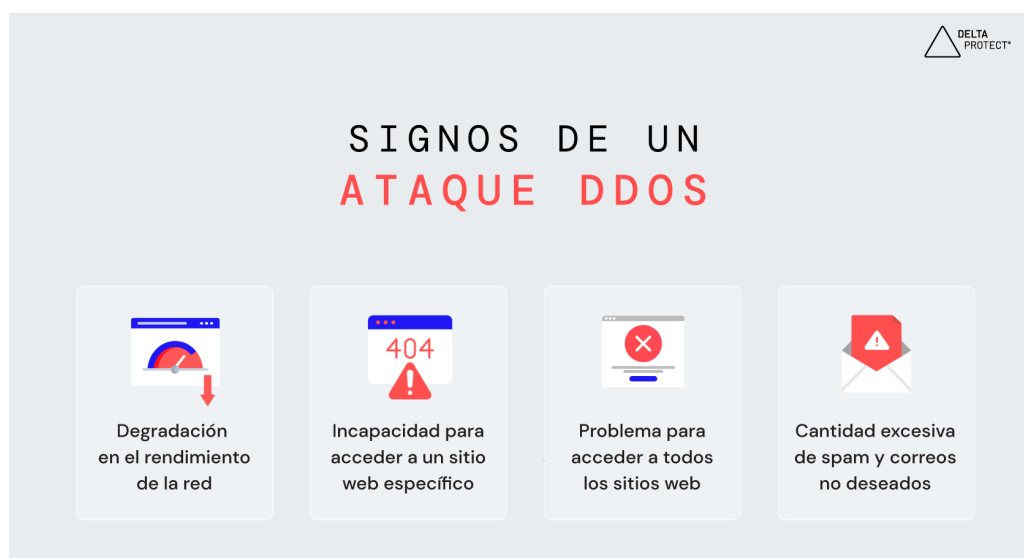 DELTA
PROTECT®
SIGNOS DE UN
ATAQUE DDOS
404
Degradación
en el rendimiento
de la red
Incapacidad para
acceder a un sitio
web específico
Problema para
acceder a todos
los sitios web
Cantidad excesiva
de spam y correos
no deseados